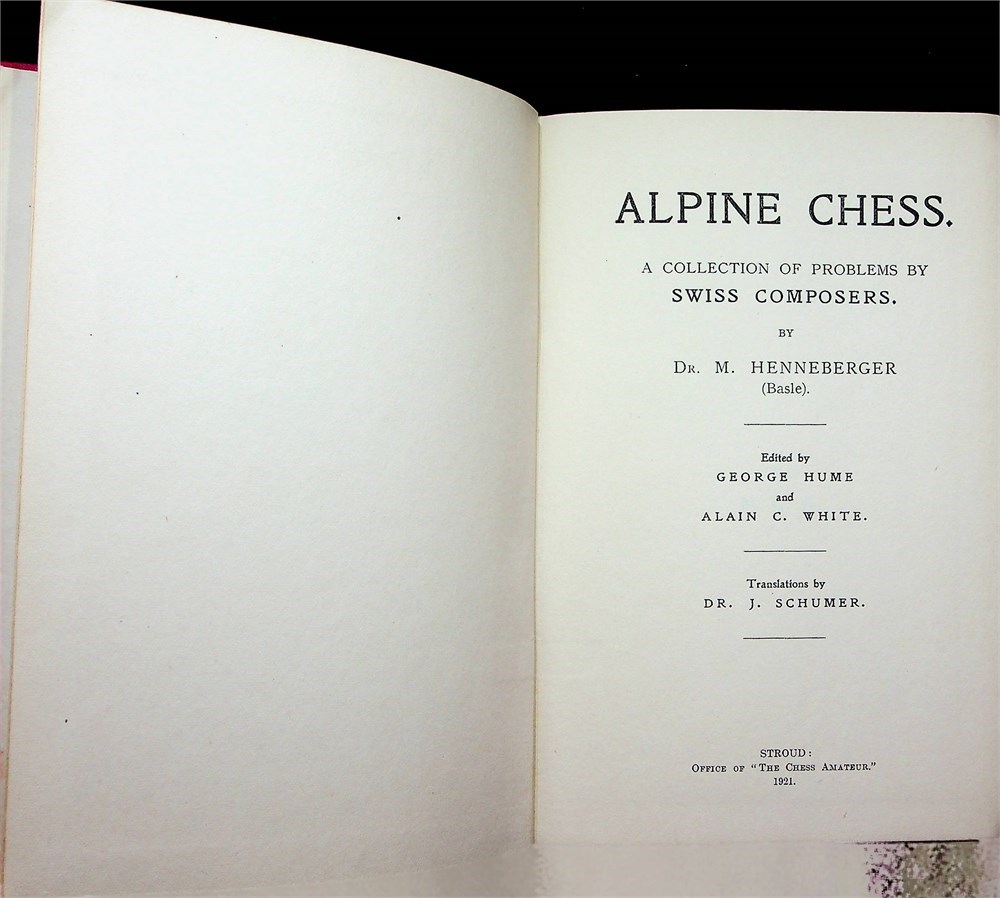 ALPINE CHESS.
A COLLECTION OF PROBLEMS BY
SWISS COMPOSERS.
BY
DR. M. HENNEBERGER
(Basle).
Edited by
GEORGE HUME
and
ALAIN C. WHITE.
Translations by
DR. J. SCHUMER.
STROUD:
OFFICE OF "THE CHESS AMATEUR."
1921.